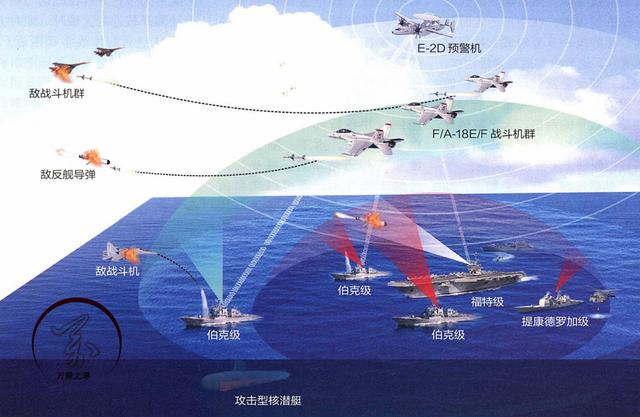 E-2D 预警机
敌战斗机群
F/A-18E/F 战斗机群
敌反舰导弹
敌战斗机
伯克级
福特级
伯克级
伯克级
提康德罗加级
万景之尊
攻击型核潜艇